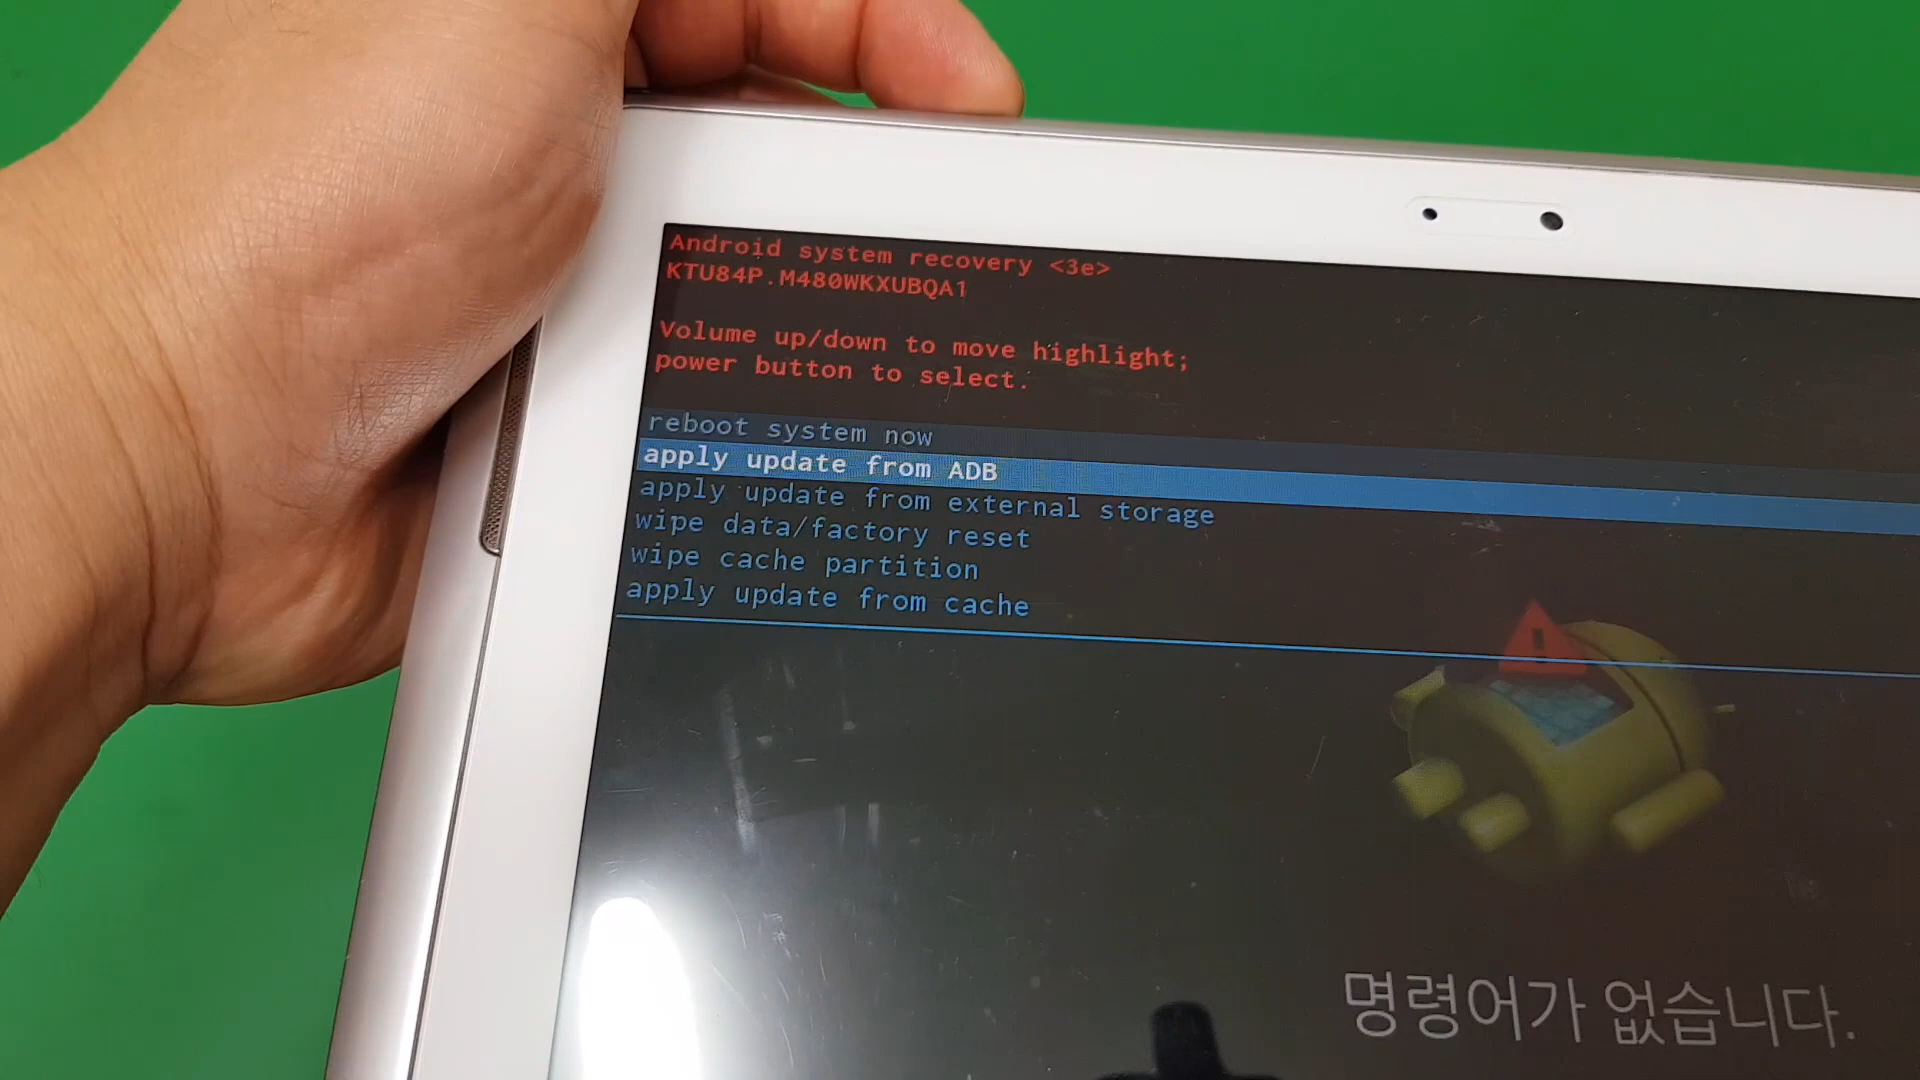 Android system recovery <3e>
KTU84P.M480WKXUBQA1
Volume up/down to move highlight;
power button to select.
reboot system now
apply update from ADB
apply update from external storage
wipe data/factory reset
wipe cache partition
apply update from cache
명령어가 없습니다.